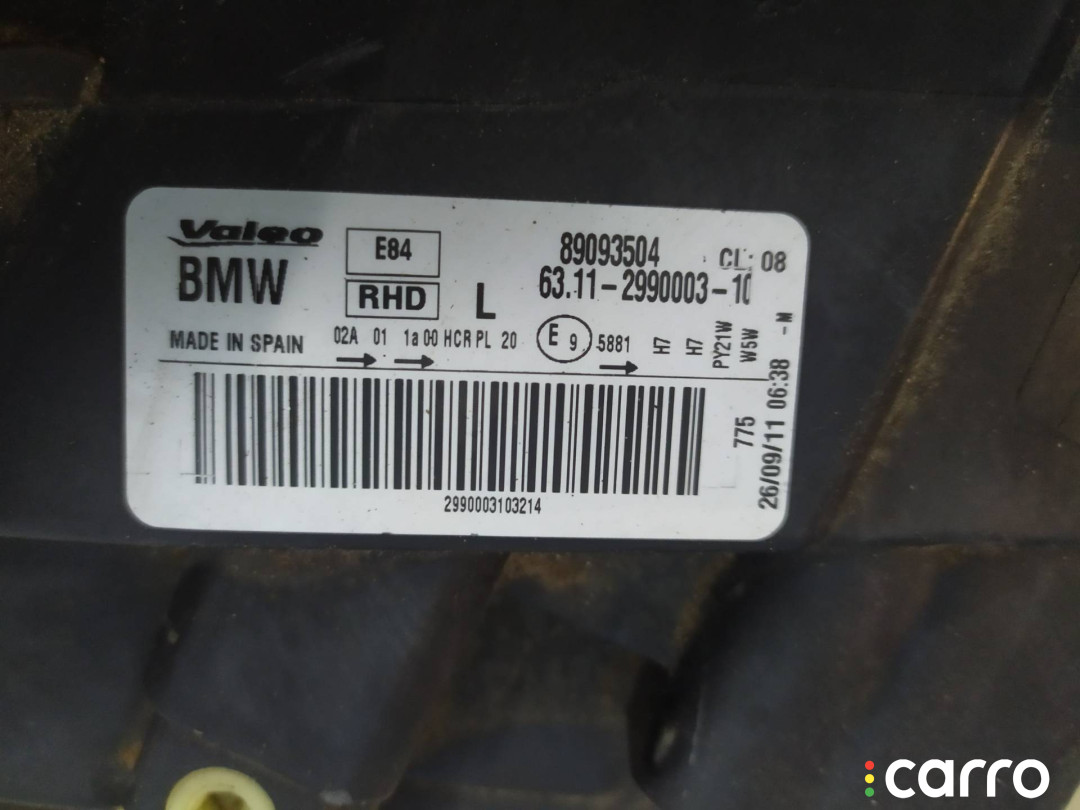 Valeo
E84
89093504
CL: 08
BMW
RHD
L
63.11-2990003-10
MADE IN SPAIN
02A 01 1a 00 HCR PL 20
E 9
5881
H7
H7
PY21W
W5W
775
26/09/11 06:38 -M
2990003103214
carro